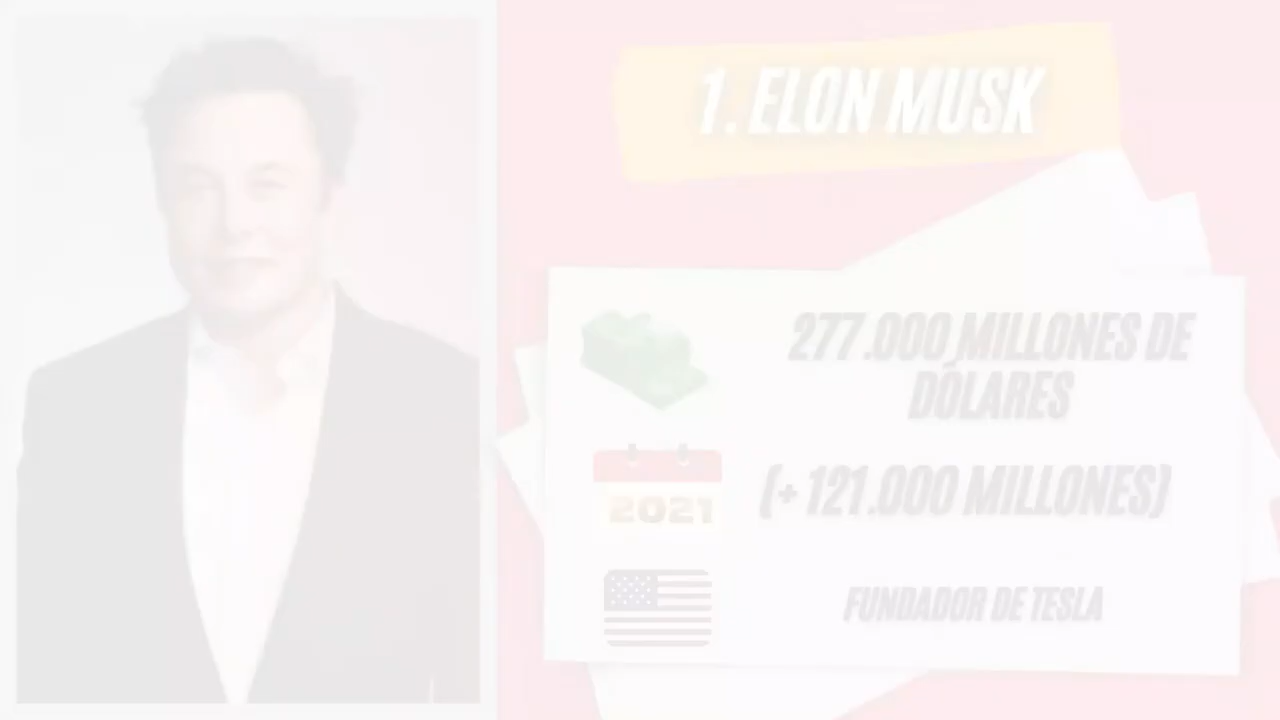 1. ELON MUSK
277.000 MILLONES DE
DÓLARES
2021
(+ 121.000 MILLONES)
FUNDADOR DE TESLA